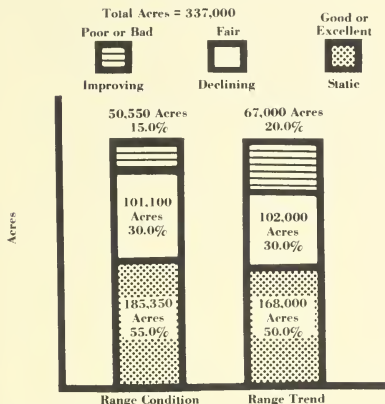 Total Acres = 337,000
Poor or Bad
Fair
Good or
Excellent
Improving
Declining
Static
50,550 Acres
15.0%
67,000 Acres
20.0%
101,100
Acres
30.0%
102,000
Acres
30.0%
185,350
Acres
55.0%
168,000
Acres
50.0%
Acres
Range Condition
Range Trend